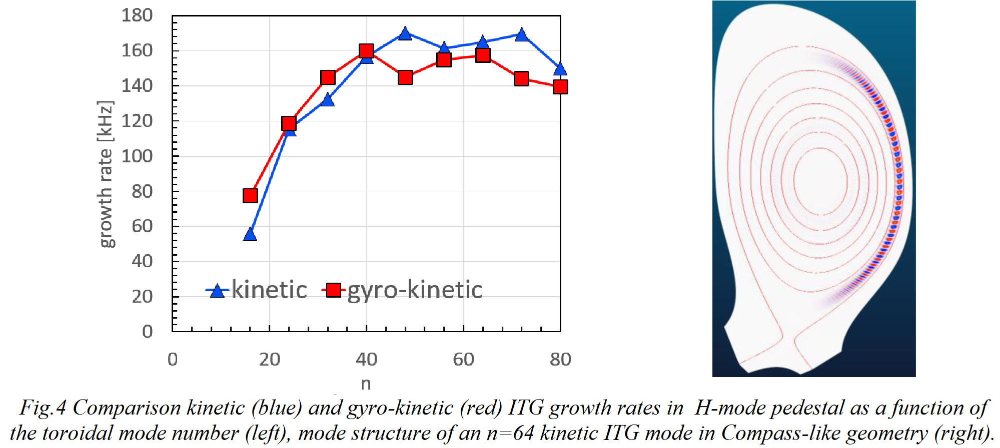 180
160
140
120
100
80
60
40
20
0
growth rate [kHz]
kinetic gyro-kinetic
0 20 40 60 80
n
Fig.4 Comparison kinetic (blue) and gyro-kinetic (red) ITG growth rates in H-mode pedestal as a function of
the toroidal mode number (left), mode structure of an n=64 kinetic ITG mode in Compass-like geometry (right).